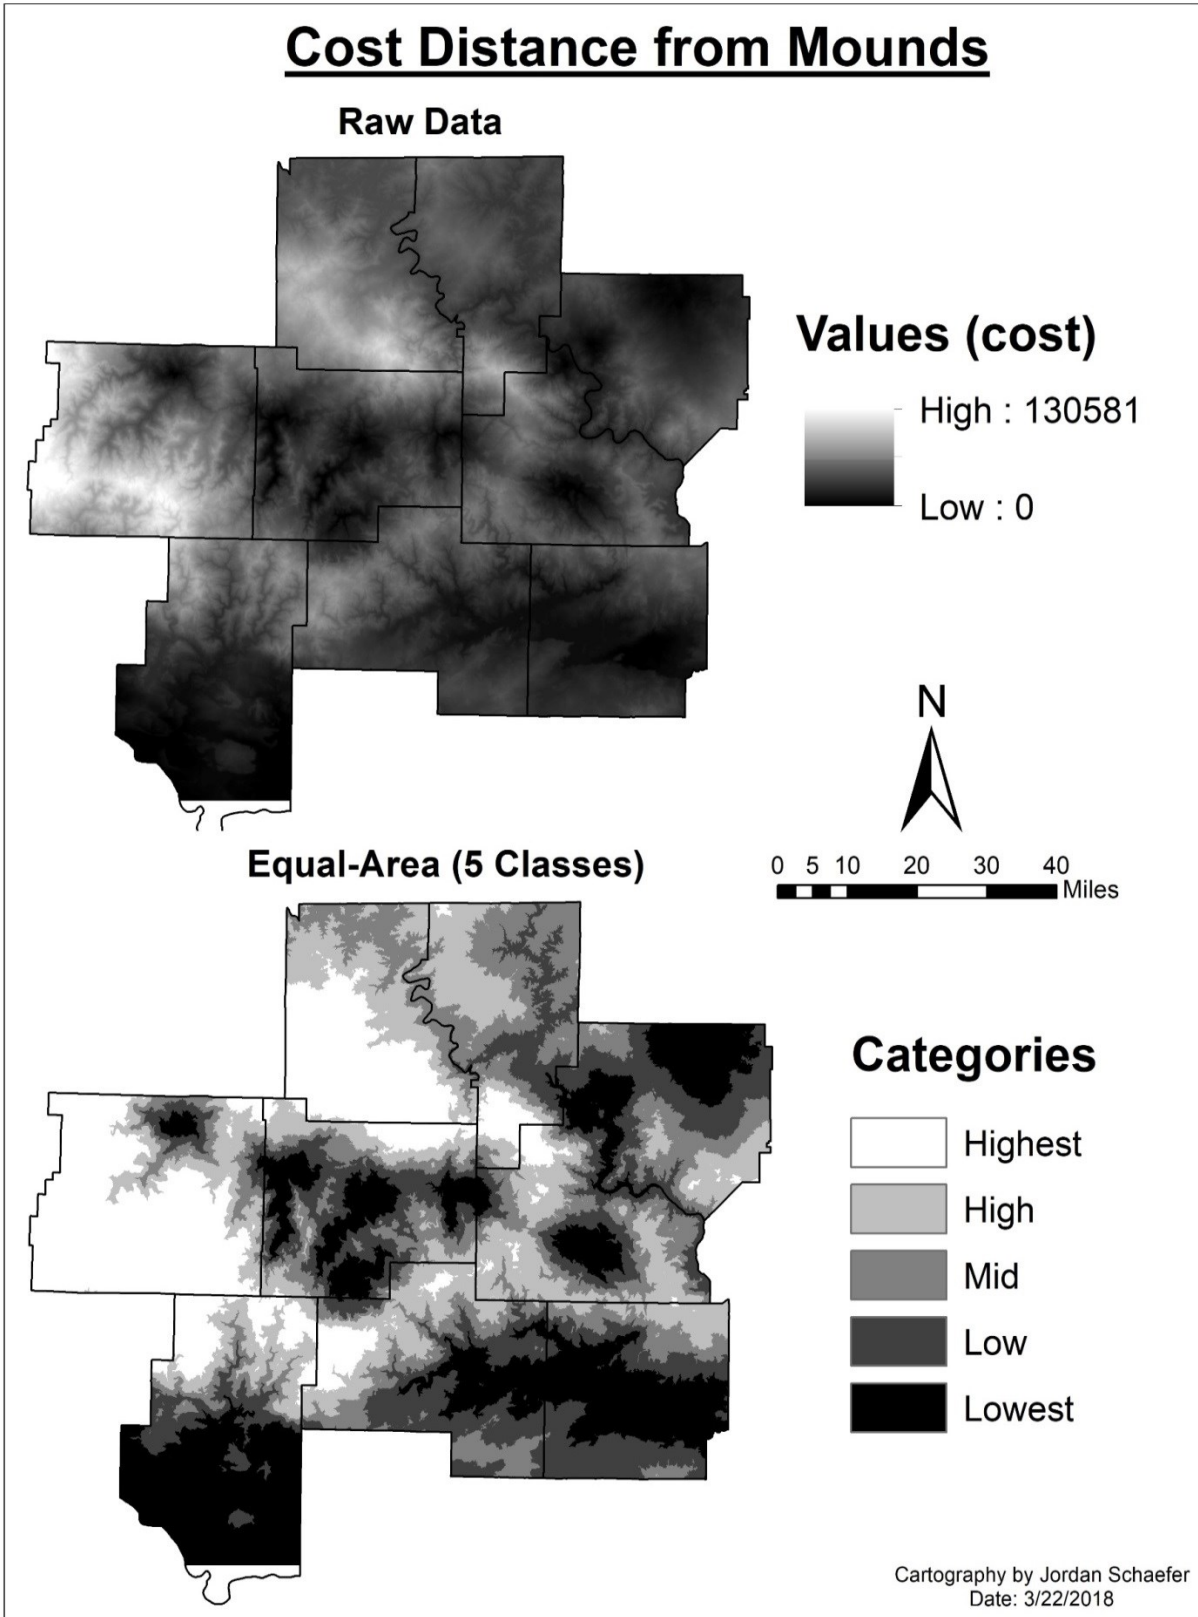 Cost Distance from Mounds
Raw Data
Values (cost)
High : 130581
Low : 0
N
0 5 10 20 30 40
Miles
Equal-Area (5 Classes)
Categories
Highest
High
Mid
Low
Lowest
Cartography by Jordan Schaefer
Date: 3/22/2018